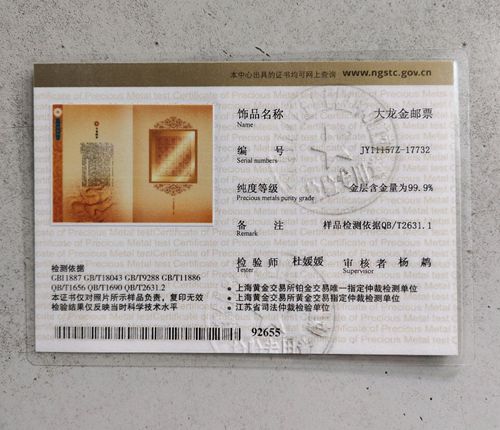 本中心出具的证书均可网上查询 www.ngstc.gov.cn
饰品名称 大龙金邮票
Name
编号 JY11157Z-17732
Serial numbers
纯度等级 金层含金量为99.9%
Precious metals purity grade
备注 样品检测依据QB/T2631.1
Remark
检验师 杜媛媛 审核者 杨鹧
Tester Supervisor
检测依据
GB11887 GB/T18043 GB/T9288 GB/T11886
QB/T1656 QB/T1690 QB/T2631.2
本证书仅对照片所示样品负责，复印无效
检验结果仅反映当时科学技术水平
• 上海黄金交易所铂金交易唯一指定仲裁检测单位
• 上海黄金交易所黄金交易指定仲裁检测单位
• 江苏省司法仲裁检验单位
92655